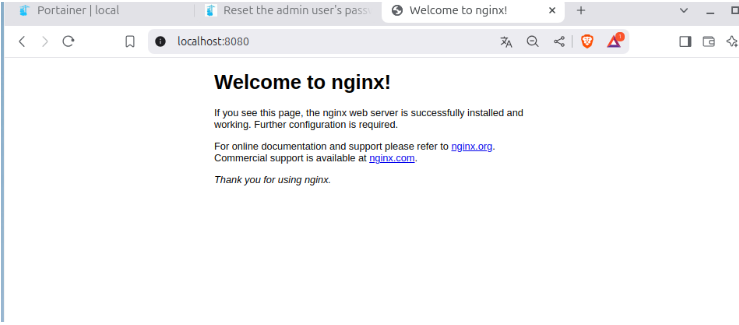 Portainer | local
Reset the admin user's passw
Welcome to nginx!
localhost:8080
1
Welcome to nginx!
If you see this page, the nginx web server is successfully installed and
working. Further configuration is required.
For online documentation and support please refer to nginx.org.
Commercial support is available at nginx.com.
Thank you for using nginx.